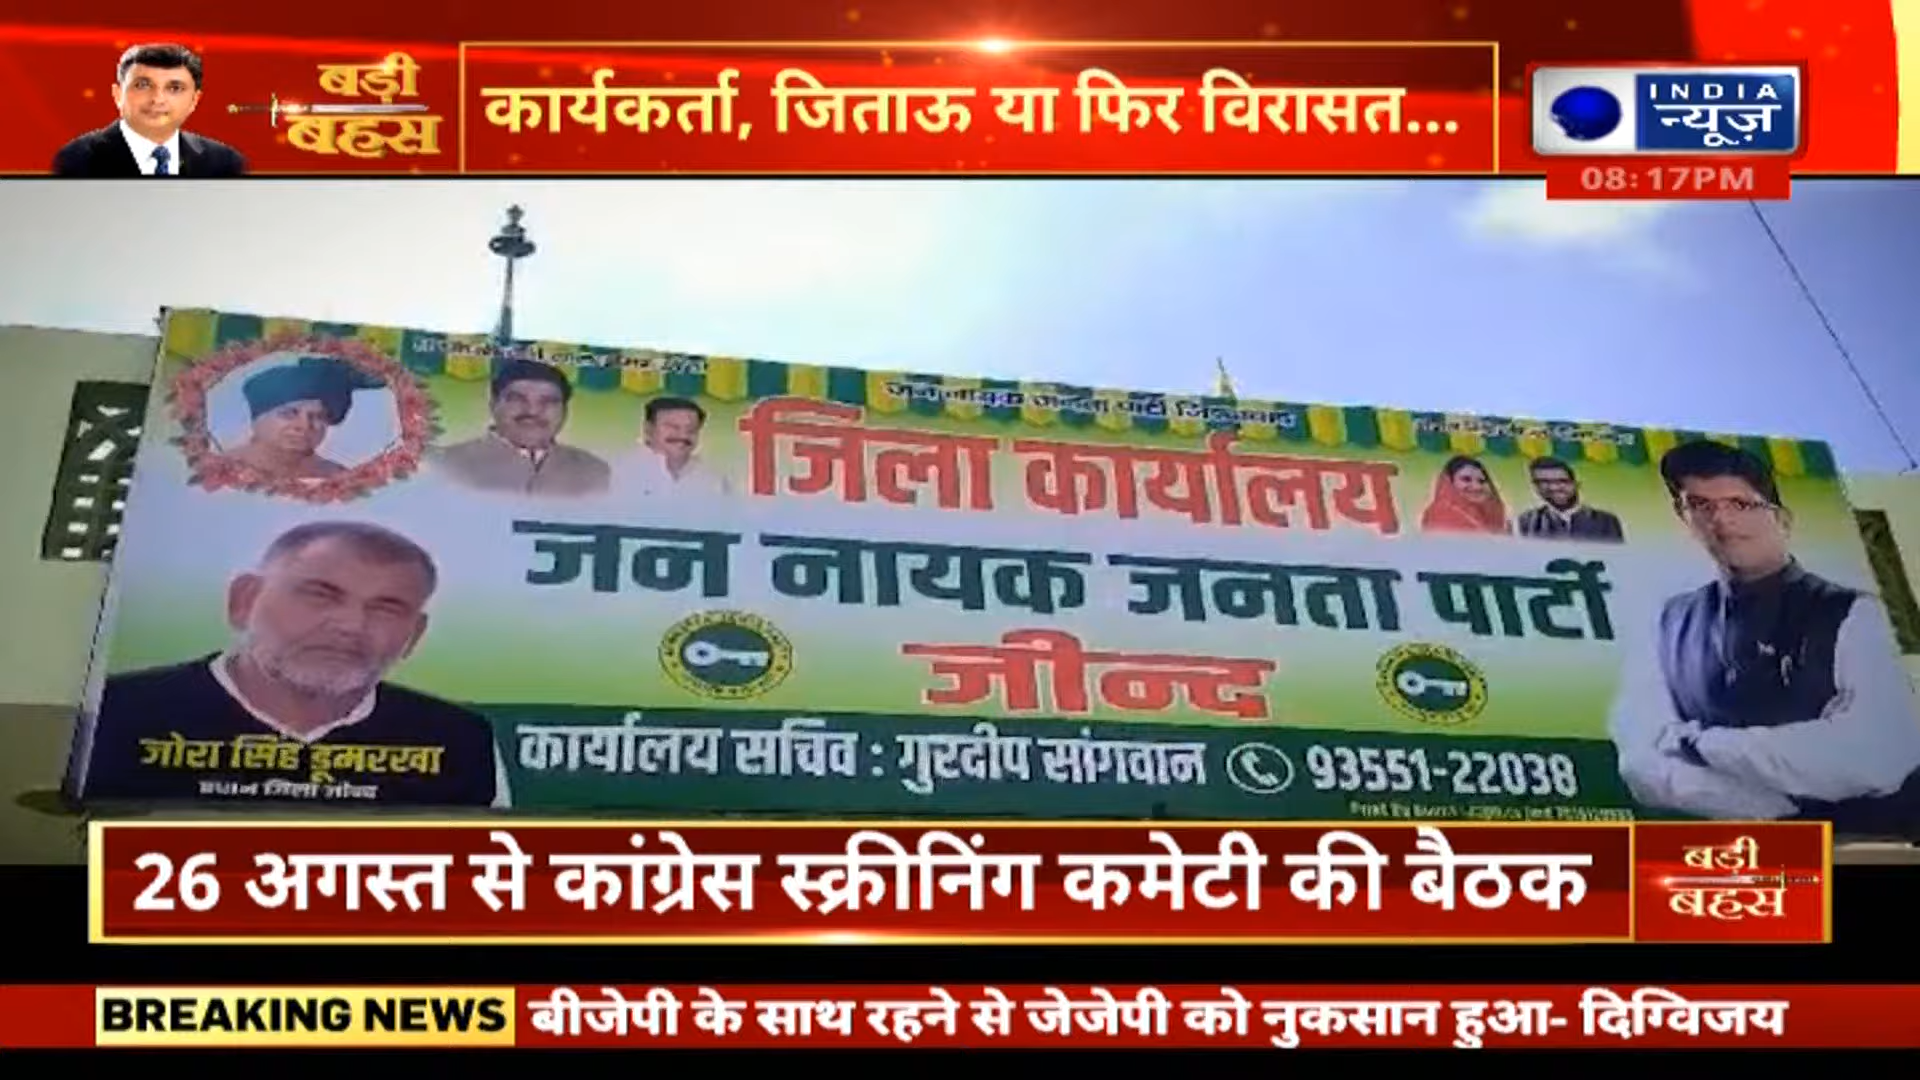 बड़ी
बहस
कार्यकर्ता, जिताऊ या फिर विरासत...
INDIA
न्यूज़
08:17PM
जिला कार्यालय
जन नायक जनता पार्टी
जीन्द
जोरा सिंह डूमरखा
प्रधान जिला जीन्द
कार्यालय सचिव : गुरदीप सांगवान 93551-22038
26 अगस्त से कांग्रेस स्क्रीनिंग कमेटी की बैठक
बड़ी
बहस
BREAKING NEWS बीजेपी के साथ रहने से जेजेपी को नुकसान हुआ- दिग्विजय